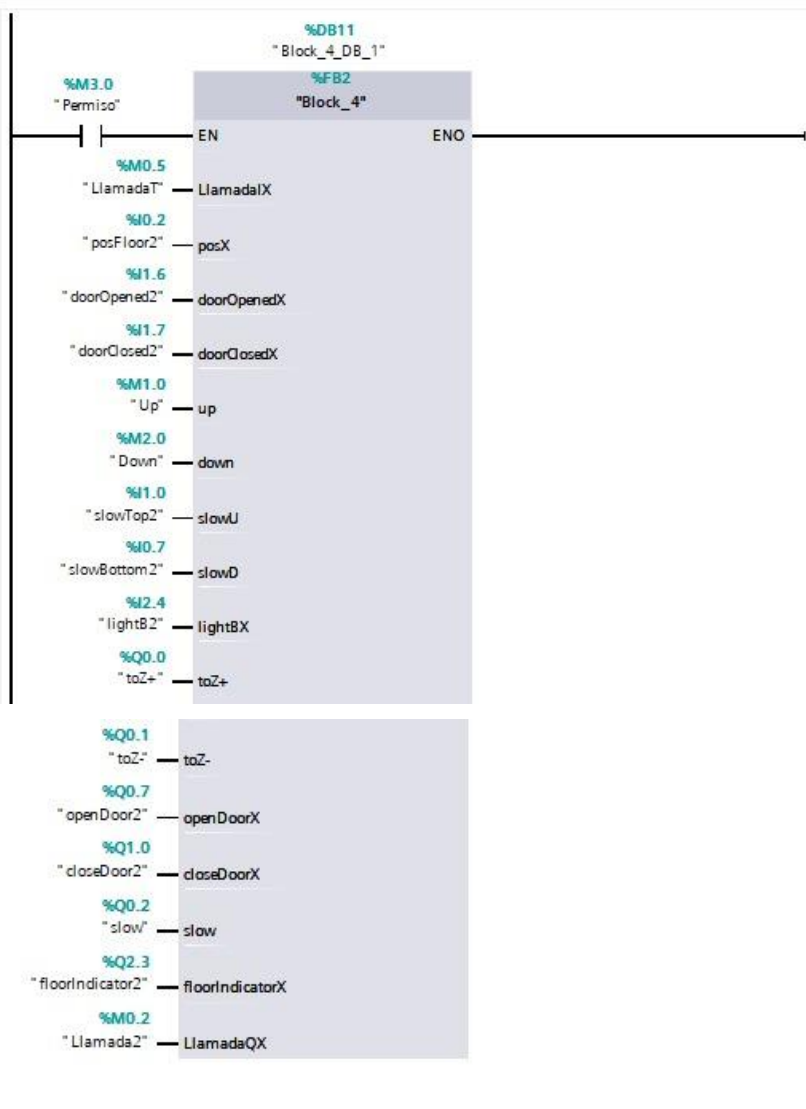 %DB11
"Block_4_DB_1"
%M3.0
"Permiso"
%FB2
"Block_4"
EN
ENO
%M0.5
"LlamadaT"
LlamadaIX
%I0.2
"posFloor2"
posX
%I1.6
"doorOpened2"
doorOpenedX
%I1.7
"doorClosed2"
doorClosedX
%M1.0
"Up"
up
%M2.0
"Down"
down
%I1.0
"slowTop2"
slowU
%I0.7
"slowBottom2"
slowD
%I2.4
"lightB2"
lightBX
%Q0.0
"toZ+"
toZ+
%Q0.1
"toZ-"
toZ-
%Q0.7
"openDoor2"
openDoorX
%Q1.0
"closeDoor2"
closeDoorX
%Q0.2
"slow"
slow
%Q2.3
"floorIndicator2"
floorIndicatorX
%M0.2
"Llamada2"
LlamadaQX